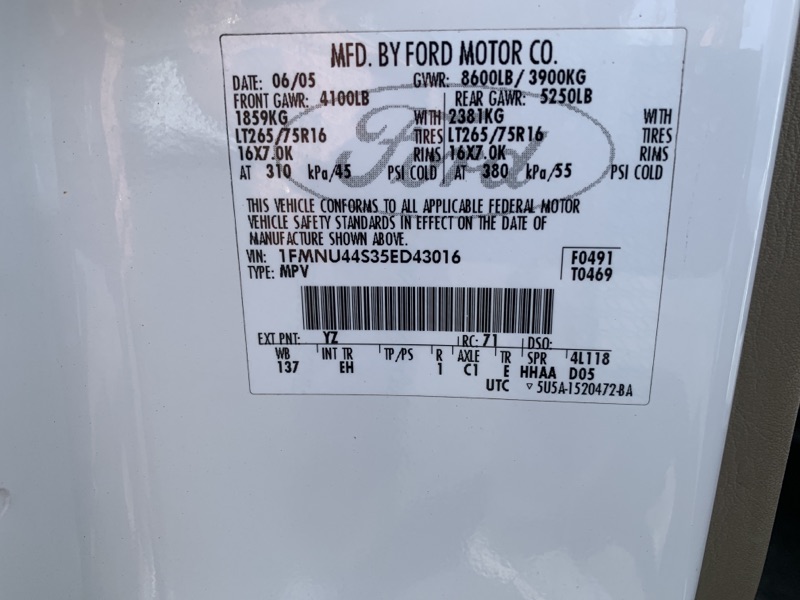 MFD. BY FORD MOTOR CO.
DATE: 06/05 GVWR: 8600LB/ 3900KG
FRONT GAWR: 4100LB REAR GAWR: 5250LB
1859KG WITH 2381KG WITH
LT265/75R16 TIRES LT265/75R16 TIRES
16X7.0K RIMS 16X7.0K RIMS
AT 310 kPa/45 PSI COLD AT 380 kPa/55 PSI COLD
Ford
THIS VEHICLE CONFORMS TO ALL APPLICABLE FEDERAL MOTOR
VEHICLE SAFETY STANDARDS IN EFFECT ON THE DATE OF
MANUFACTURE SHOWN ABOVE.
VIN: 1FMNU44S35ED43016 F0491
TYPE: MPV T0469
EXT PNT: YZ RC: 71 DSO:
WB INT TR TP/PS R AXLE TR SPR 4L118
137 EH 1 C1 E HHAA D05
UTC ▽ 5U5A-1520472-BA